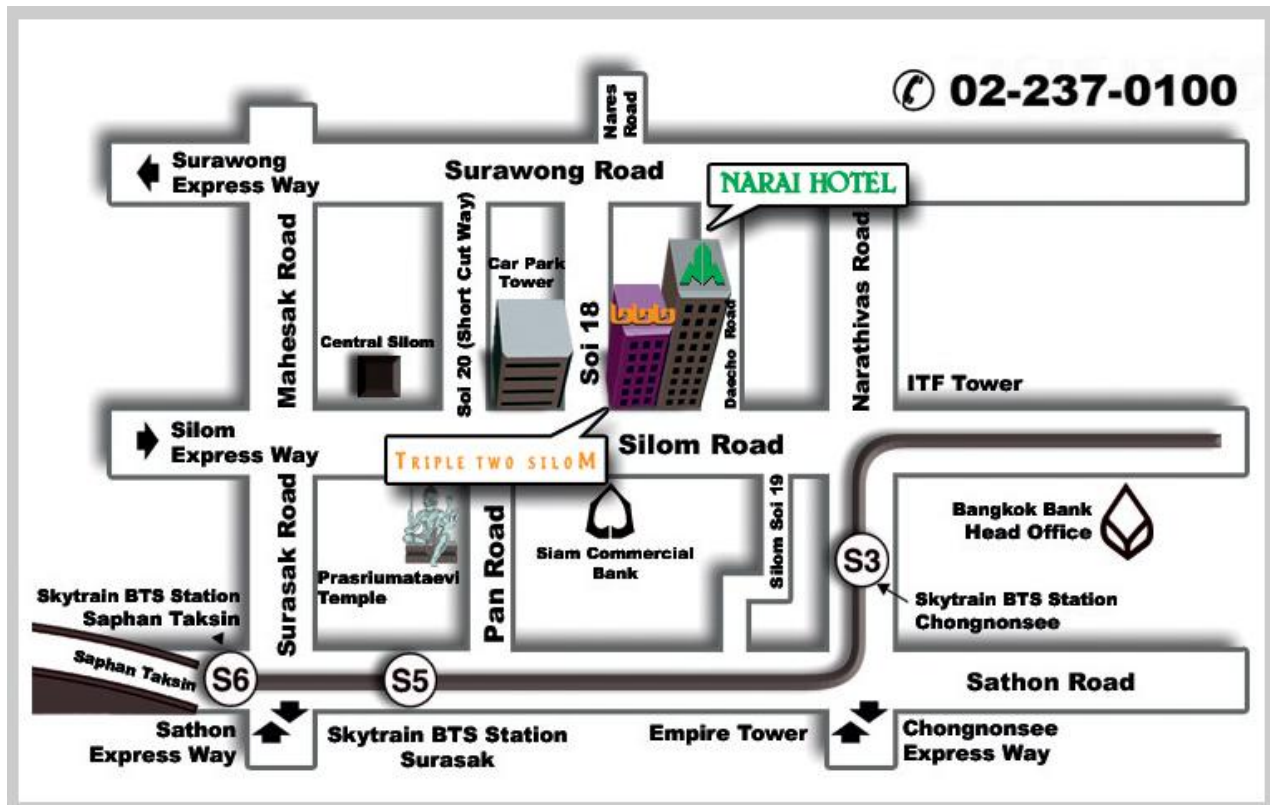 02-237-0100
Nares
Road
Surawong
Express Way
Surawong Road
NARAI HOTEL
Mahesak Road
Soi 20 (Short Cut Way)
Car Park
Tower
Soi 18
Daecho Road
Narathivas Road
Central Silom
ITF Tower
Silom
Express Way
TRIPLE TWO SILOM
Silom Road
Surasak Road
Prasriumataevi
Temple
Pan Road
Siam Commercial
Bank
Silom Soi 19
S3
Bangkok Bank
Head Office
Skytrain BTS Station
Chongnonsee
Skytrain BTS Station
Saphan Taksin
Saphan Taksin
S6
S5
Sathon Road
Sathon
Express Way
Skytrain BTS Station
Surasak
Empire Tower
Chongnonsee
Express Way